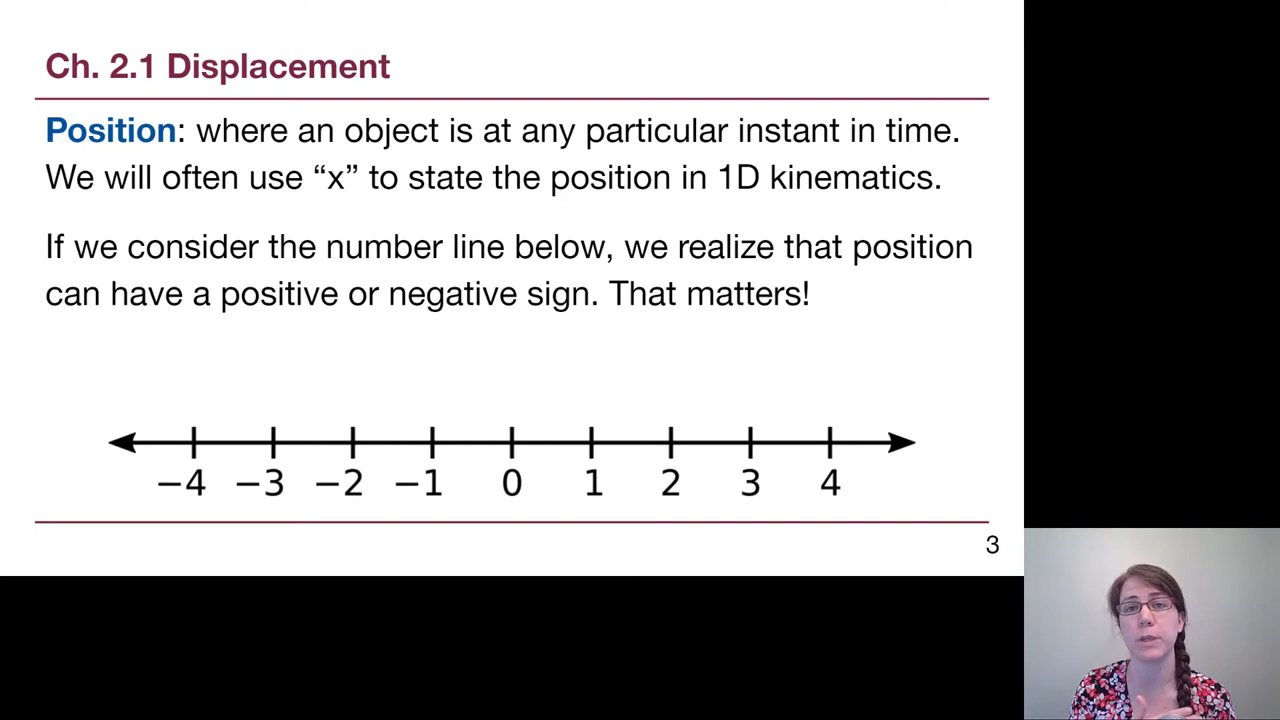 Ch. 2.1 Displacement
Position: where an object is at any particular instant in time.
We will often use “x” to state the position in 1D kinematics.
If we consider the number line below, we realize that position
can have a positive or negative sign. That matters!
−4 −3 −2 −1 0 1 2 3 4
3